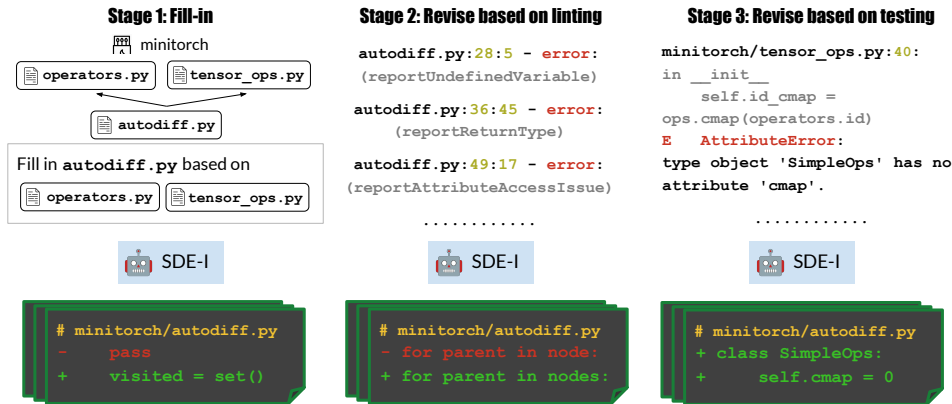 Stage 1: Fill-in
minitorch
operators.py
tensor_ops.py
autodiff.py
Fill in autodiff.py based on
operators.py
tensor_ops.py
SDE-I
# minitorch/autodiff.py
- pass
+ visited = set()
Stage 2: Revise based on linting
autodiff.py:28:5 - error:
(reportUndefinedVariable)
autodiff.py:36:45 - error:
(reportReturnType)
autodiff.py:49:17 - error:
(reportAttributeAccessIssue)
............
SDE-I
# minitorch/autodiff.py
- for parent in node:
+ for parent in nodes:
Stage 3: Revise based on testing
minitorch/tensor_ops.py:40:
in __init__
self.id_cmap =
ops.cmap(operators.id)
E AttributeError:
type object 'SimpleOps' has no
attribute 'cmap'.
............
SDE-I
# minitorch/autodiff.py
+ class SimpleOps:
+ self.cmap = 0